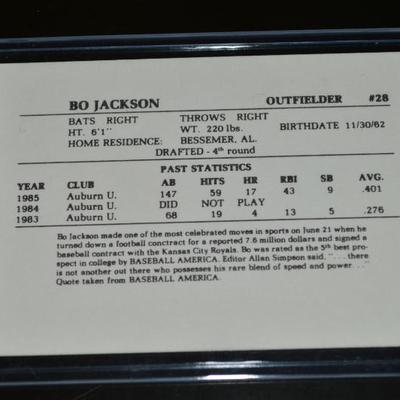 BO JACKSON OUTFIELDER #28
BATS RIGHT THROWS RIGHT
HT. 6'1" WT. 220 lbs. BIRTHDATE 11/30/62
HOME RESIDENCE: BESSEMER, AL.
DRAFTED - 4th round
PAST STATISTICS
YEAR CLUB AB HITS HR RBI SB AVG.
1985 Auburn U. 147 59 17 43 9 .401
1984 Auburn U. DID NOT PLAY
1983 Auburn U. 68 19 4 13 5 .276
Bo Jackson made one of the most celebrated moves in sports on June 21 when he
turned down a football concntract for a reported 7.6 million dollars and signed a
baseball contract with the Kansas City Royals. Bo was rated as the 5th best pro-
spect in college by BASEBALL AMERICA. Editor Allan Simpson said, ". . . there
is not another out there who possesses his rare blend of speed and power. . ."
Quote taken from BASEBALL AMERICA.